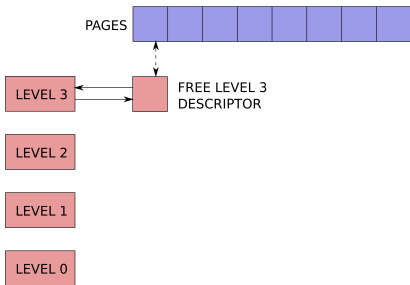 PAGES
LEVEL 3
FREE LEVEL 3
DESCRIPTOR
LEVEL 2
LEVEL 1
LEVEL 0